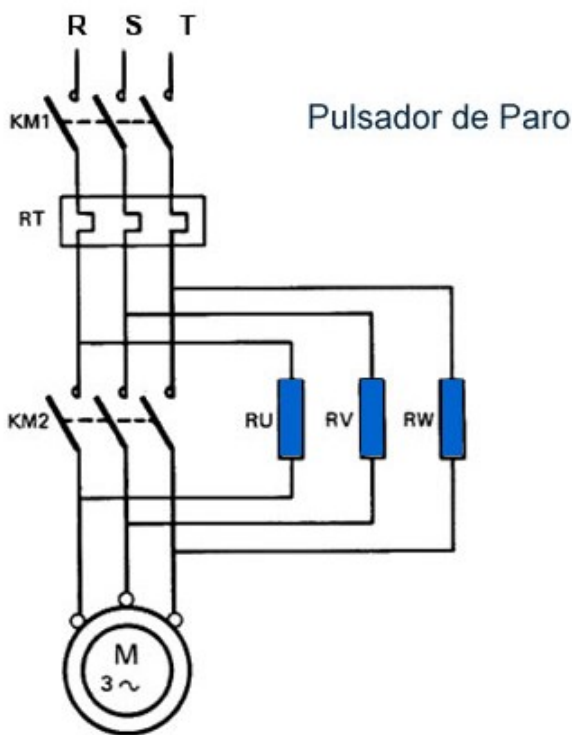 R S T
KM1
Pulsador de Paro
RT
KM2
RU RV RW
M
3 ~